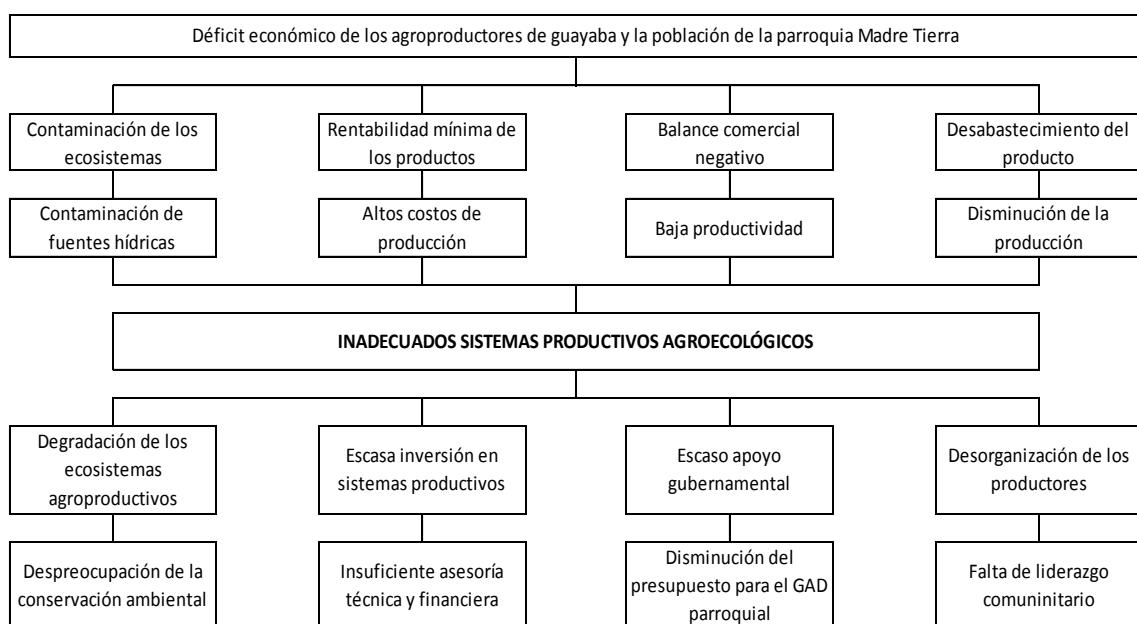 Déficit económico de los agroproductores de guayaba y la población de la parroquia Madre Tierra
Contaminación de los
ecosistemas
Rentabilidad mínima de
los productos
Balance comercial
negativo
Desabastecimiento del
producto
Contaminación de
fuentes hídricas
Altos costos de
producción
Baja productividad
Disminución de la
producción
INADECUADOS SISTEMAS PRODUCTIVOS AGROECOLÓGICOS
Degradación de los
ecosistemas
agroproductivos
Escasa inversión en
sistemas productivos
Escaso apoyo
gubernamental
Desorganización de los
productores
Despreocupación de la
conservación ambiental
Insuficiente asesoría
técnica y financiera
Disminución del
presupuesto para el GAD
parroquial
Falta de liderazgo
comuninitario